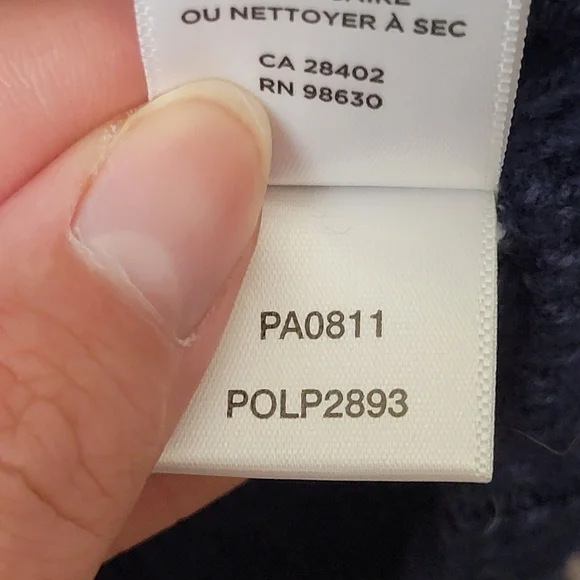 OU NETTOYER À SEC
CA 28402
RN 98630
PA0811
POLP2893